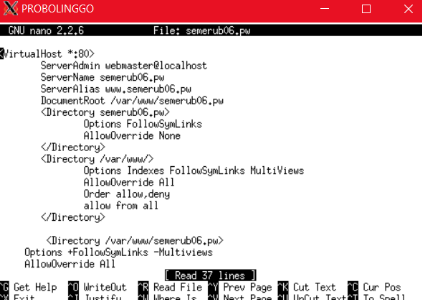 PROBOLINGGO
GNU nano 2.2.6 File: semerub06.pw
<VirtualHost *:80>
ServerAdmin webmaster@localhost
ServerName semerub06.pw
ServerAlias www.semerub06.pw
DocumentRoot /var/www/semerub06.pw
<Directory semerub06.pw>
Options FollowSymLinks
AllowOverride None
</Directory>
<Directory /var/www/>
Options Indexes FollowSymLinks MultiViews
AllowOverride All
Order allow,deny
allow from all
</Directory>
<Directory /var/www/semerub06.pw>
Options +FollowSymLinks -Multiviews
AllowOverride All
[ Read 37 lines ]
^G Get Help ^O WriteOut ^R Read File ^Y Prev Page ^K Cut Text ^C Cur Pos
^X Exit ^J Justify ^W Where Is ^V Next Page ^U UnCut Text ^T To Spell